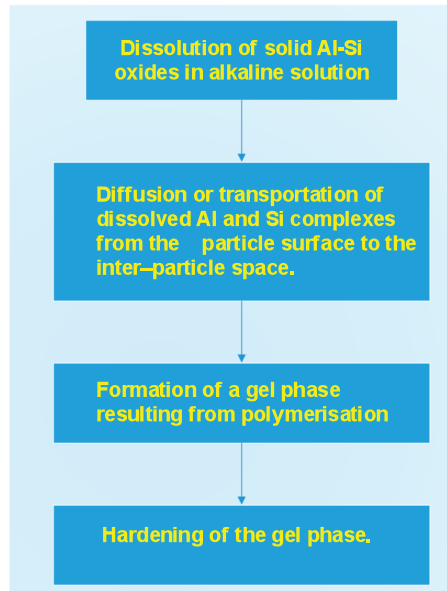 Dissolution of solid Al-Si
oxides in alkaline solution
Diffusion or transportation of
dissolved Al and Si complexes
from the particle surface to the
inter–particle space.
Formation of a gel phase
resulting from polymerisation
Hardening of the gel phase.